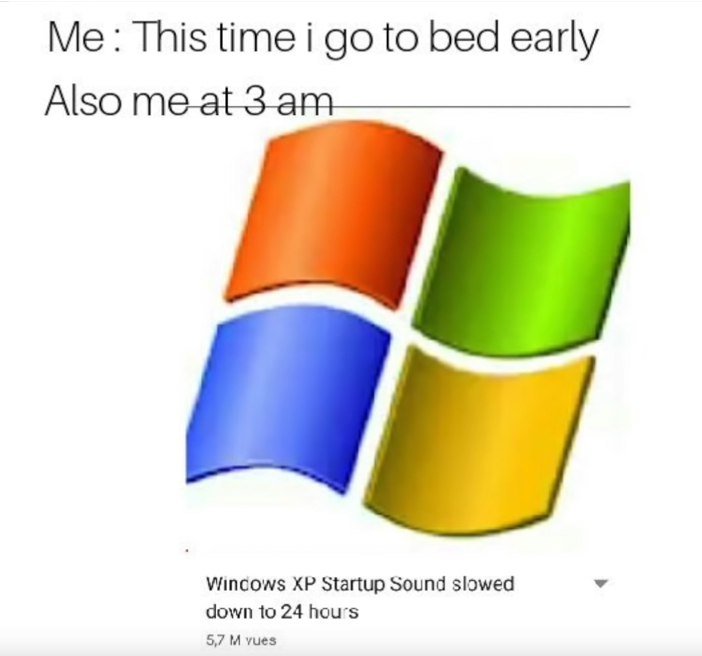 Me : This time i go to bed early
Also me at 3 am
Windows XP Startup Sound slowed
down to 24 hours
5,7 M vues